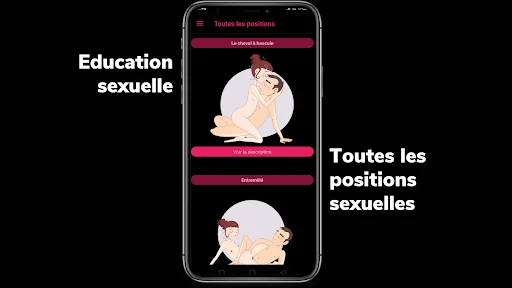 Toutes les positions
Le cheval à bascule
Education
sexuelle
Voir la description
Toutes les
positions
sexuelles
Entremêlé